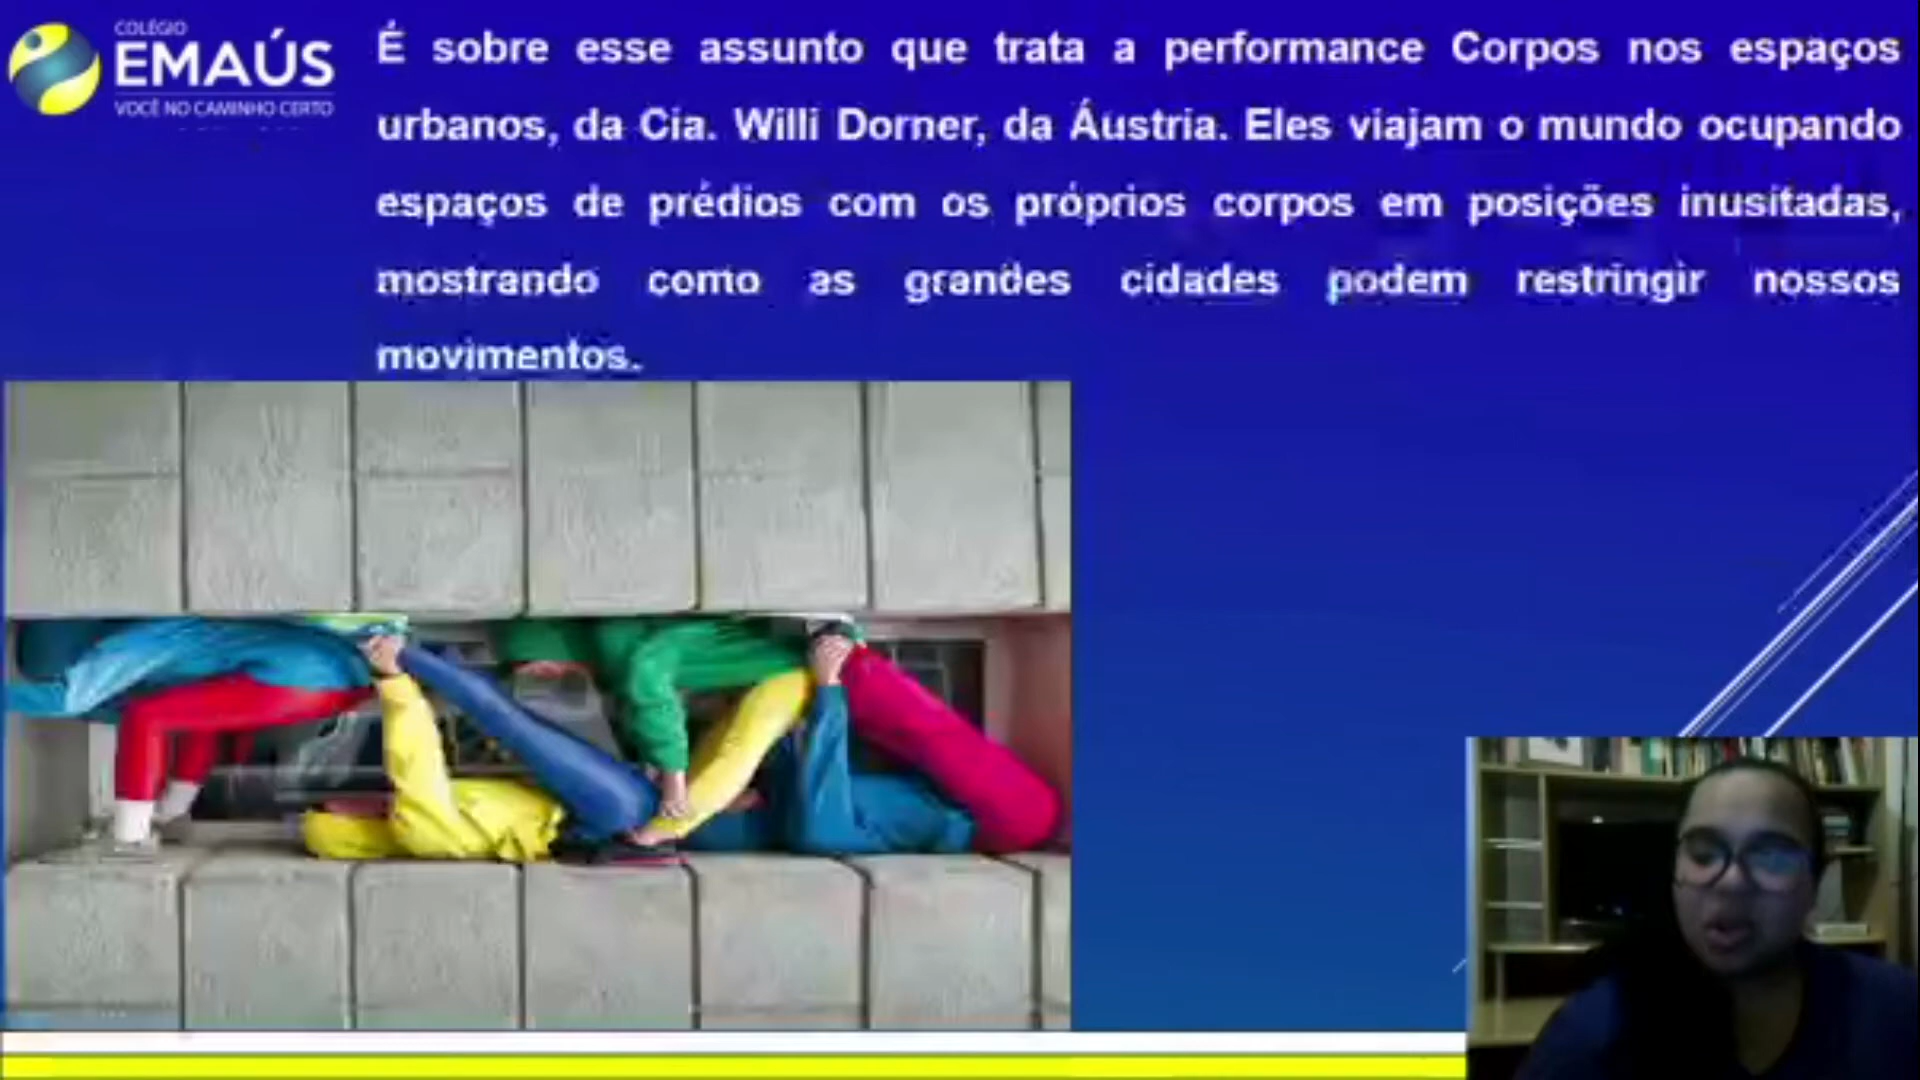 COLÉGIO
EMAÚS
VOCÊ NO CAMINHO CERTO
É sobre esse assunto que trata a performance Corpos nos espaços
urbanos, da Cia. Willi Dorner, da Áustria. Eles viajam o mundo ocupando
espaços de prédios com os próprios corpos em posições inusitadas,
mostrando como as grandes cidades podem restringir nossos
movimentos.